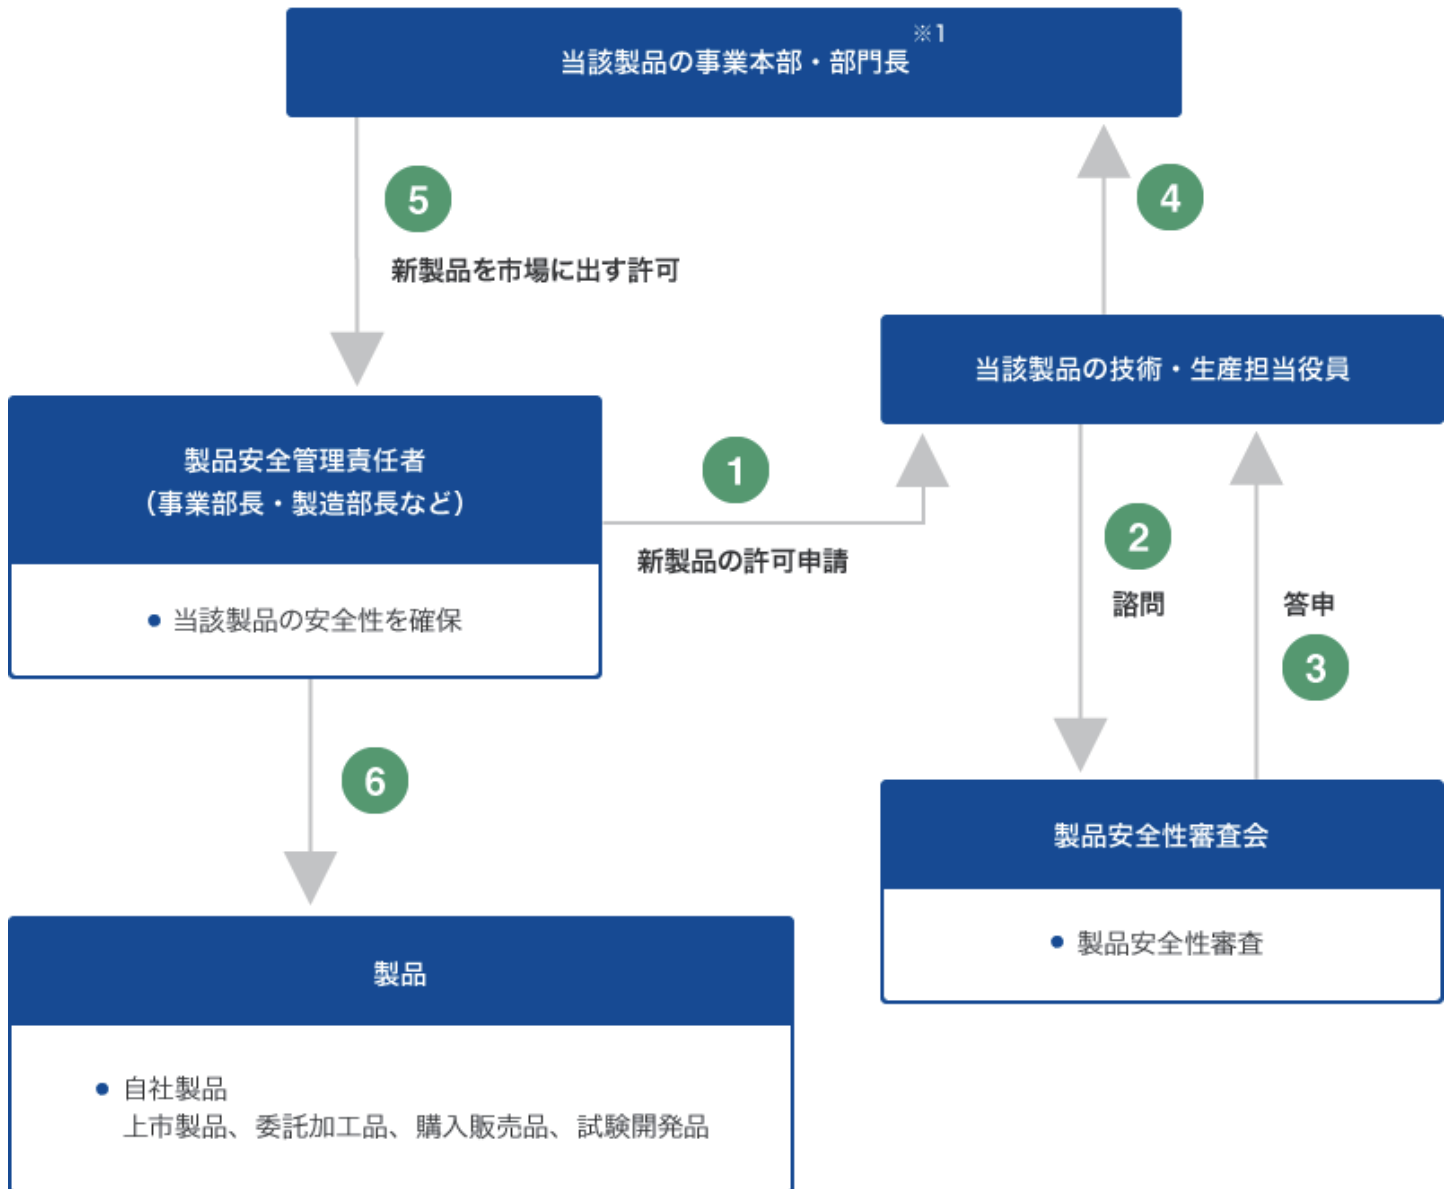 当該製品の事業本部・部門長※1
5
新製品を市場に出す許可
4
当該製品の技術・生産担当役員
製品安全管理責任者
（事業部長・製造部長など）
• 当該製品の安全性を確保
1
新製品の許可申請
2
諮問
答申
3
6
製品安全性審査会
• 製品安全性審査
製品
• 自社製品
上市製品、委託加工品、購入販売品、試験開発品